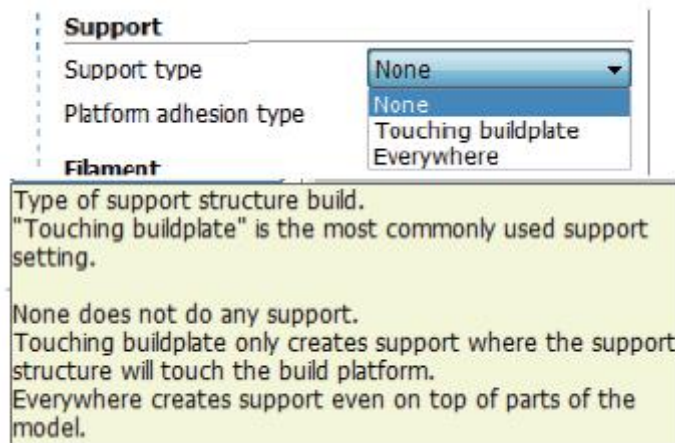 Support
Support type
None
Platform adhesion type
None
Touching buildplate
Everywhere
Filament
Type of support structure build.
"Touching buildplate" is the most commonly used support
setting.
None does not do any support.
Touching buildplate only creates support where the support
structure will touch the build platform.
Everywhere creates support even on top of parts of the
model.